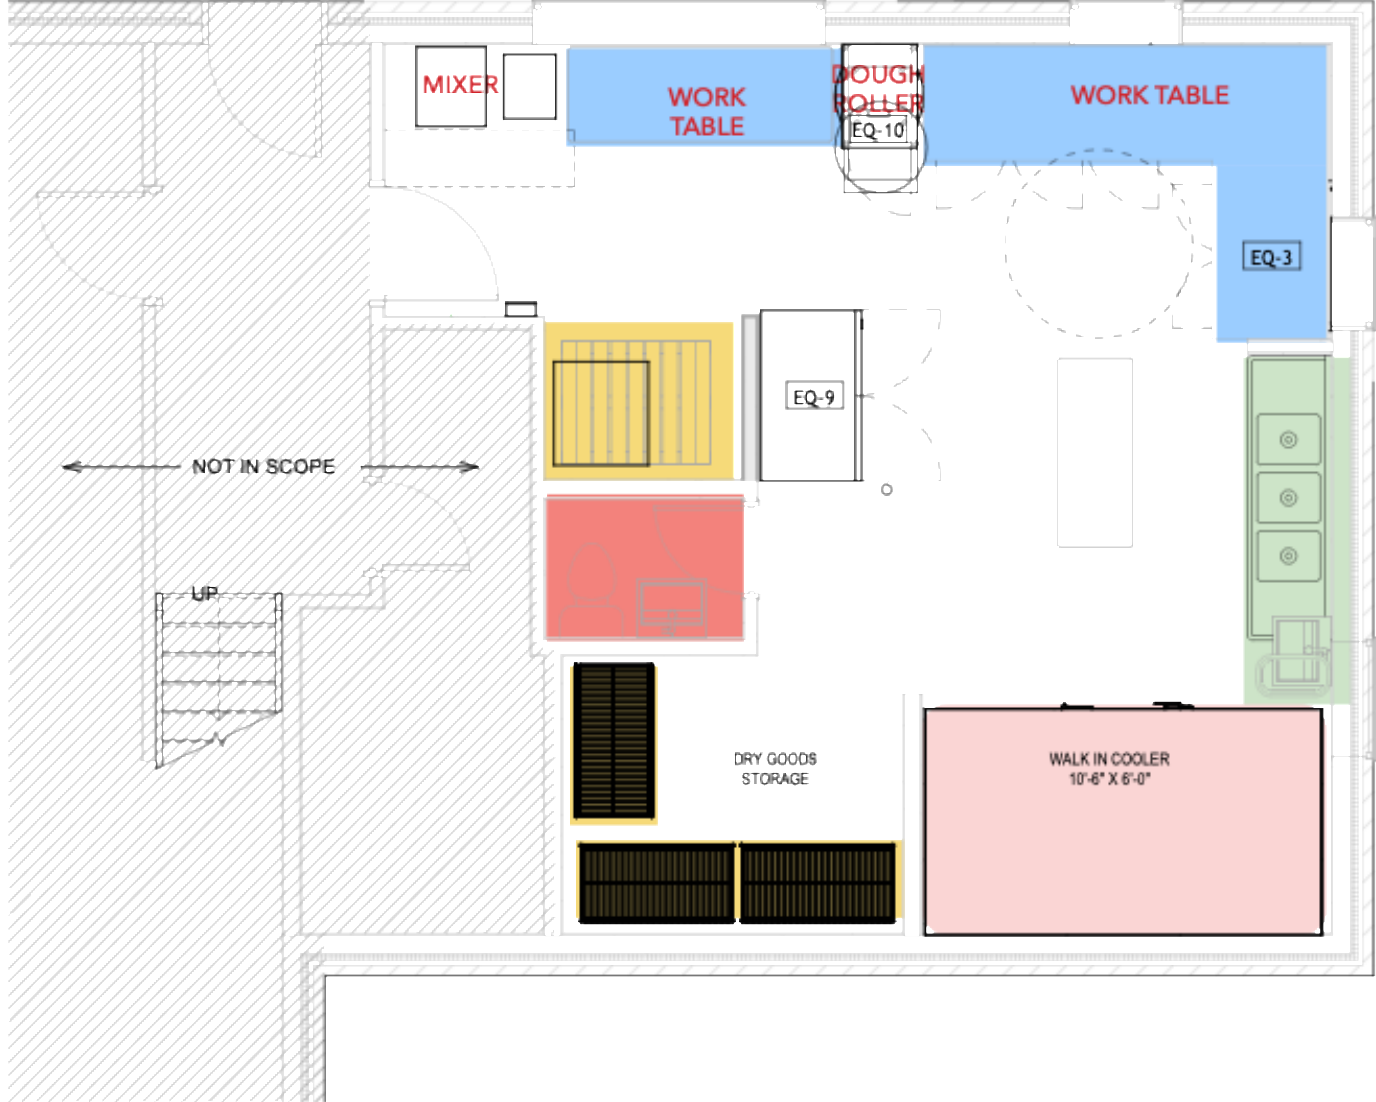 MIXER
WORK
TABLE
DOUGH
ROLLER
EQ-10
WORK TABLE
EQ-3
EQ-9
NOT IN SCOPE
UP
DRY GOODS
STORAGE
WALK IN COOLER
10'-6" X 6'-0"